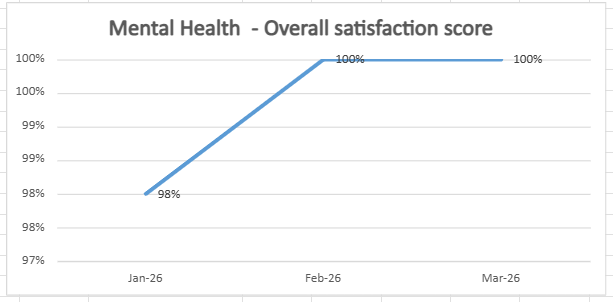 Mental Health  - Overall satisfaction score
100%
100%
99%
99%
98%
98%
97%
98%
100%
100%
Jan-26
Feb-26
Mar-26